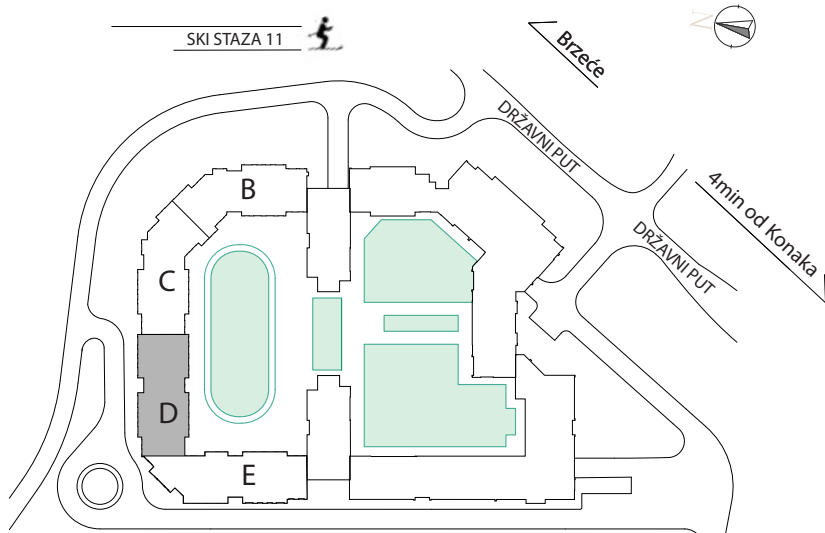 SKI STAZA 11
N
Brzeće
DRŽAVNI PUT
4min od Konaka
DRŽAVNI PUT
B
C
D
E